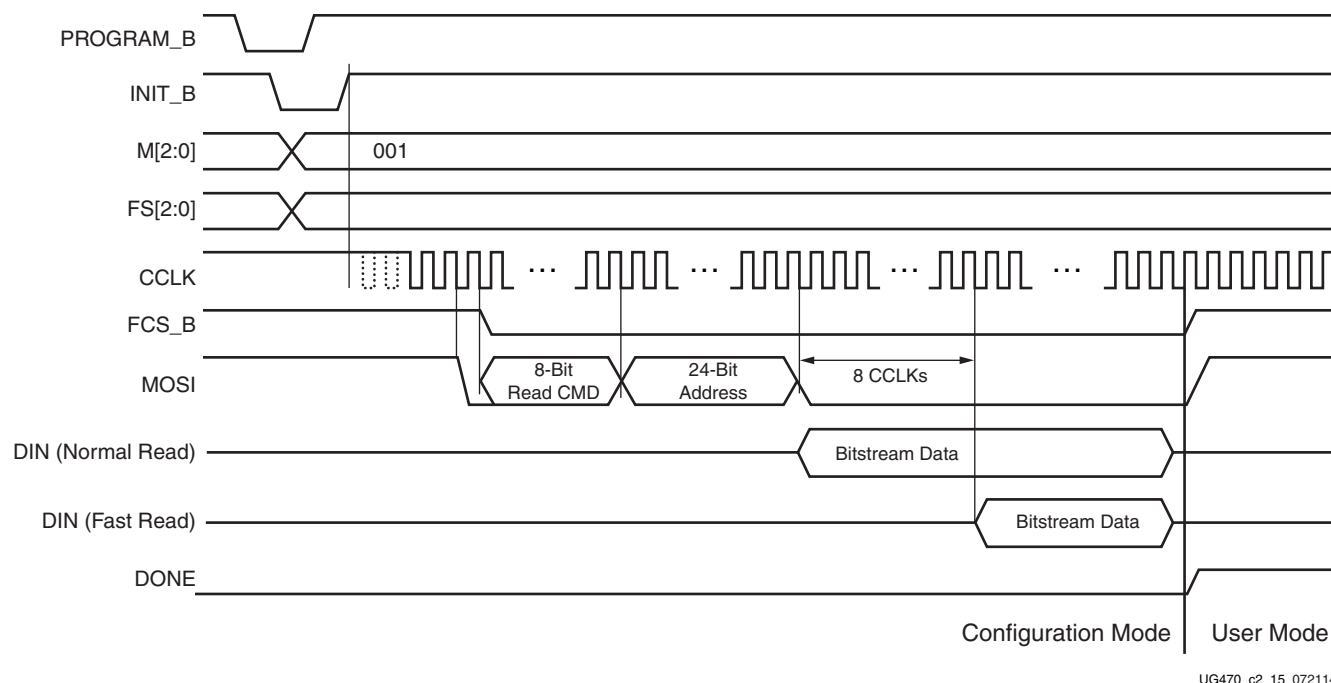 PROGRAM_B
INIT_B
M[2:0]
001
FS[2:0]
CCLK
... ... ... ...
FCS_B
MOSI
8-Bit
Read CMD
24-Bit
Address
8 CCLKs
DIN (Normal Read)
Bitstream Data
DIN (Fast Read)
Bitstream Data
DONE
Configuration Mode
User Mode
UG470_c2_15_072114